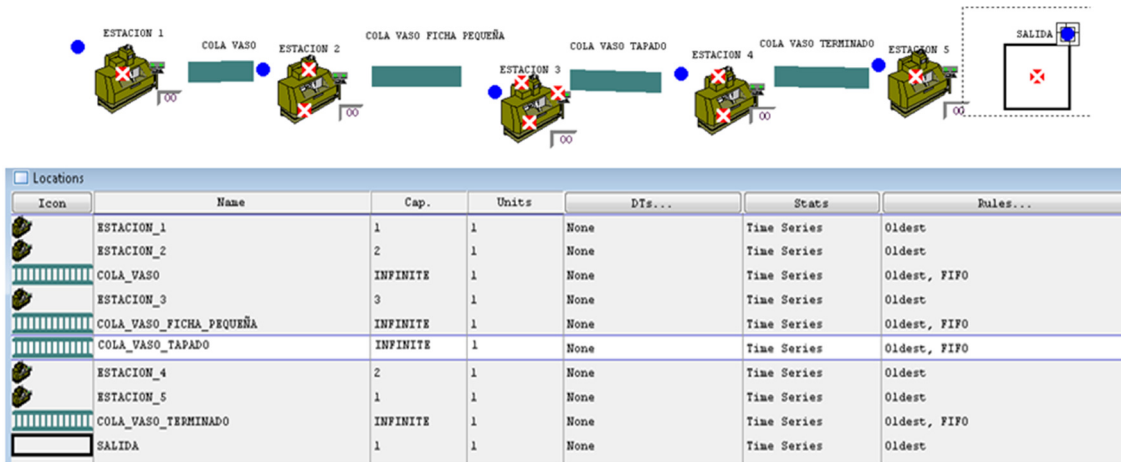 ESTACION 1
COLA VASO
ESTACION 2
COLA VASO FICHA PEQUEÑA
ESTACION 3
COLA VASO TAPADO
ESTACION 4
COLA VASO TERMINADO
ESTACION 5
SALIDA
00
00
00
00
00
Locations
Icon Name Cap. Units DTs... Stats Rules...
ESTACION_1 1 1 None Time Series Oldest
ESTACION_2 2 1 None Time Series Oldest
COLA_VASO INFINITE 1 None Time Series Oldest, FIFO
ESTACION_3 3 1 None Time Series Oldest
COLA_VASO_FICHA_PEQUEÑA INFINITE 1 None Time Series Oldest, FIFO
COLA_VASO_TAPADO INFINITE 1 None Time Series Oldest, FIFO
ESTACION_4 2 1 None Time Series Oldest
ESTACION_5 1 1 None Time Series Oldest
COLA_VASO_TERMINADO INFINITE 1 None Time Series Oldest, FIFO
SALIDA 1 1 None Time Series Oldest